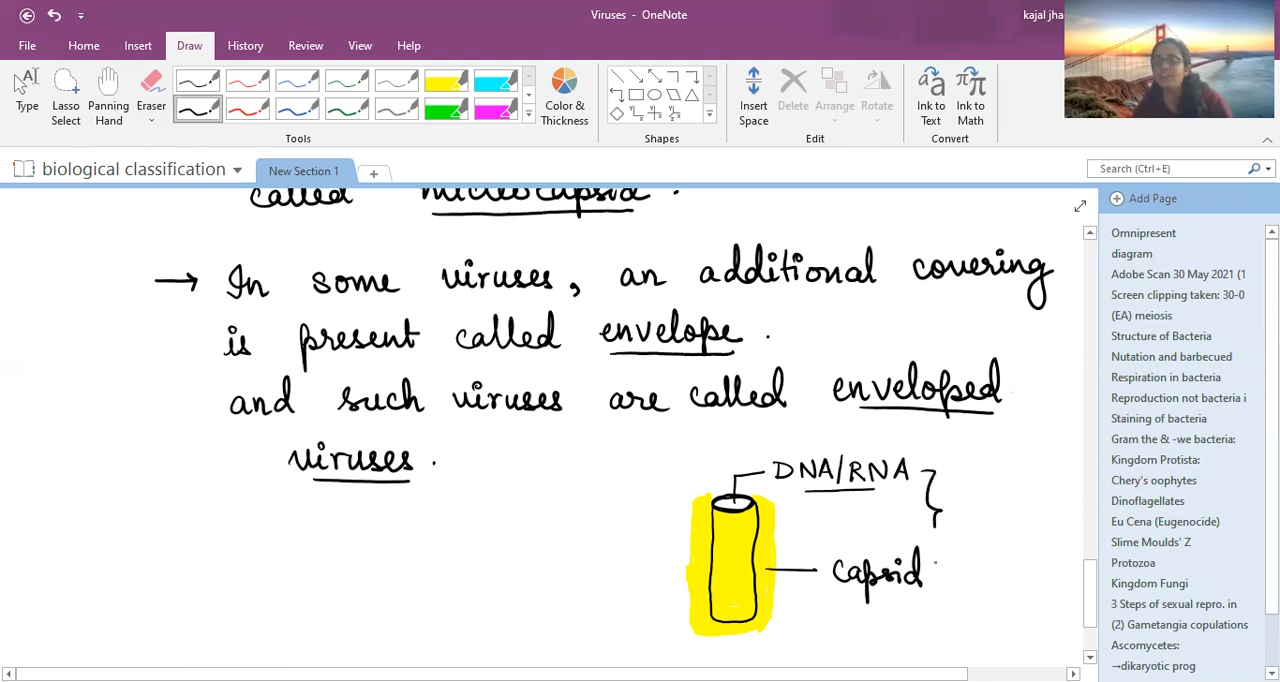 Viruses - OneNote
kajal jha
File Home Insert Draw History Review View Help
Type
Lasso Select
Panning Hand
Eraser
Color & Thickness
Insert Space
Delete
Arrange
Rotate
Ink to Text
Ink to Math
Tools
Shapes
Edit
Convert
biological classification
New Section 1
Search (Ctrl+E)
called nucleocapsid.
→ In some viruses, an additional covering
is present called envelope.
and such viruses are called enveloped
viruses.
DNA/RNA
capsid
Add Page
Omnipresent
diagram
Adobe Scan 30 May 2021 (1
Screen clipping taken: 30-0
(EA) meiosis
Structure of Bacteria
Nutation and barbecued
Respiration in bacteria
Reproduction not bacteria i
Staining of bacteria
Gram the & -we bacteria:
Kingdom Protista:
Chery's oophytes
Dinoflagellates
Eu Cena (Eugenocide)
Slime Moulds' Z
Protozoa
Kingdom Fungi
3 Steps of sexual repro. in
(2) Gametangia copulations
Ascomycetes:
→dikaryotic prog